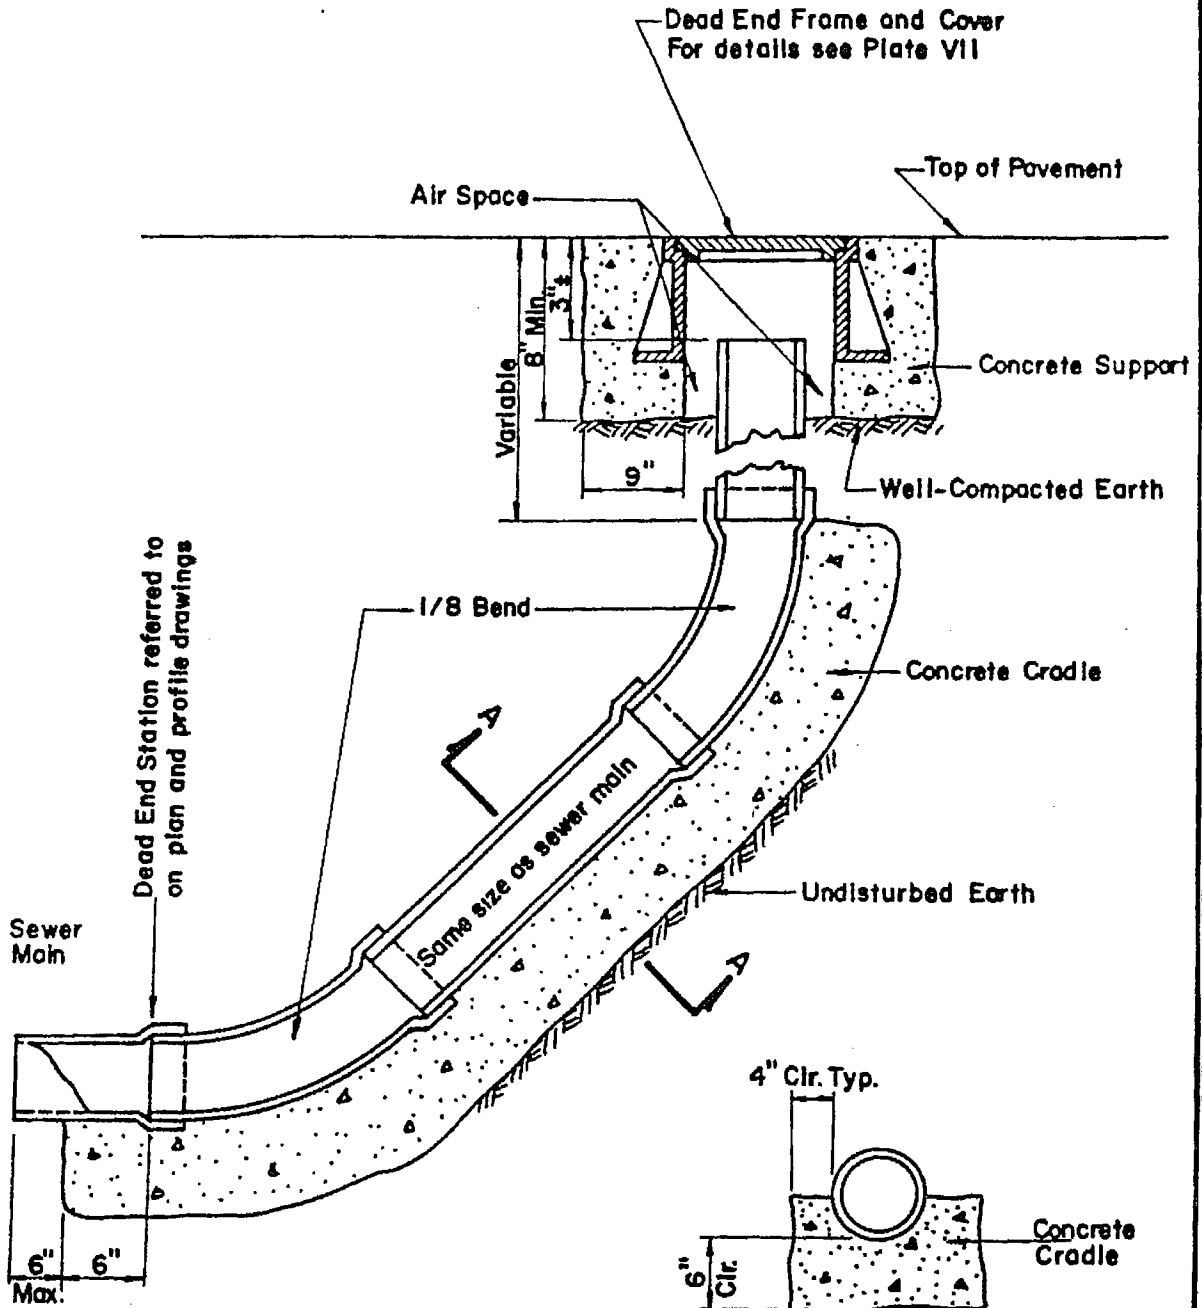 Dead End Frame and Cover
For details see Plate VII
Top of Pavement
Air Space
3" ±
8" Min.
Variable
Concrete Support
9"
Well-Compacted Earth
Dead End Station referred to
on plan and profile drawings
1/8 Bend
Concrete Cradle
A
Same size as sewer main
Undisturbed Earth
Sewer
Main
A
4" Clr. Typ.
6"
Max.
6"
6"
Clr.
Concrete
Cradle